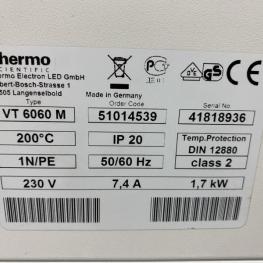 hermo
SCIENTIFIC
hermo Electron LED GmbH
bert-Bosch-Strasse 1
505 Langenselbold
Made in Germany
Type Order Code Serial No.
VT 6060 M 51014539 41818936
200°C IP 20 Temp.Protection
DIN 12880
1N/PE 50/60 Hz class 2
230 V 7,4 A 1,7 kW